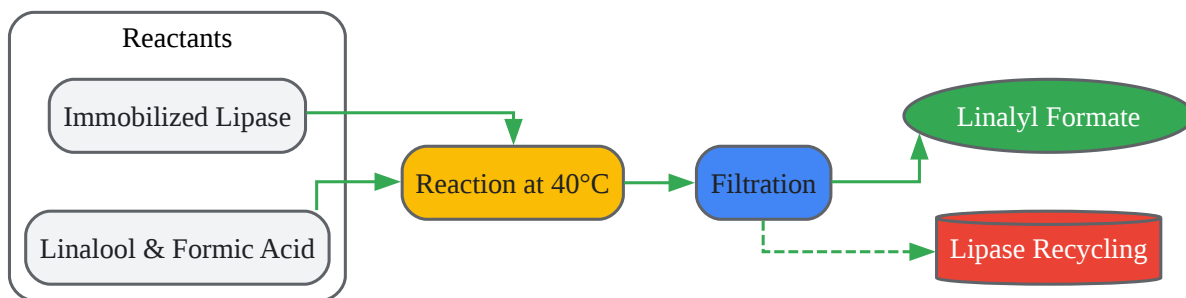 Reactants
Immobilized Lipase
Linalool & Formic Acid
Reaction at 40°C
Filtration
Linalyl Formate
Lipase Recycling